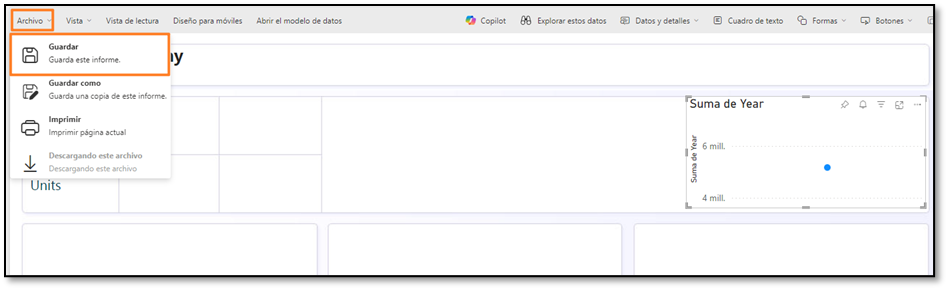 Archivo Vista Vista de lectura Diseño para móviles Abrir el modelo de datos Copilot Explorar estos datos Datos y detalles Cuadro de texto Formas Botones
Guardar
Guarda este informe.
Guardar como
Guarda una copia de este informe.
Imprimir
Imprimir página actual
Descargando este archivo
Descargando este archivo
Units
Suma de Year
Suma de Year
6 mill.
4 mill.